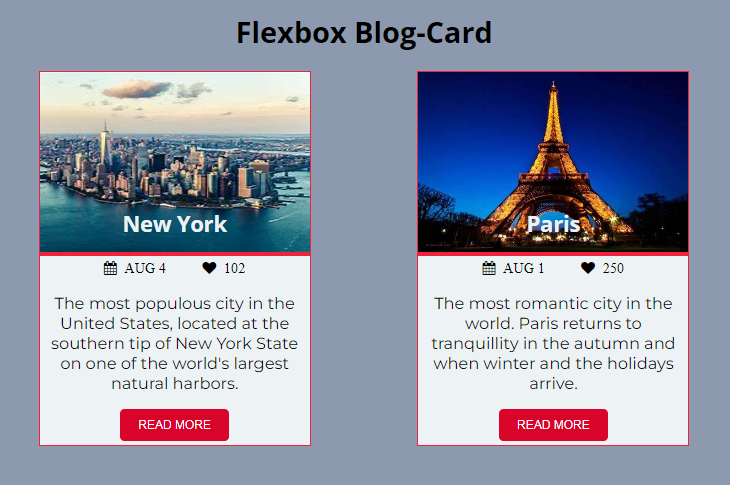 Flexbox Blog-Card
New York
AUG 4 102
The most populous city in the
United States, located at the
southern tip of New York State
on one of the world's largest
natural harbors.
READ MORE
Paris
AUG 1 250
The most romantic city in the
world. Paris returns to
tranquillity in the autumn and
when winter and the holidays
arrive.
READ MORE